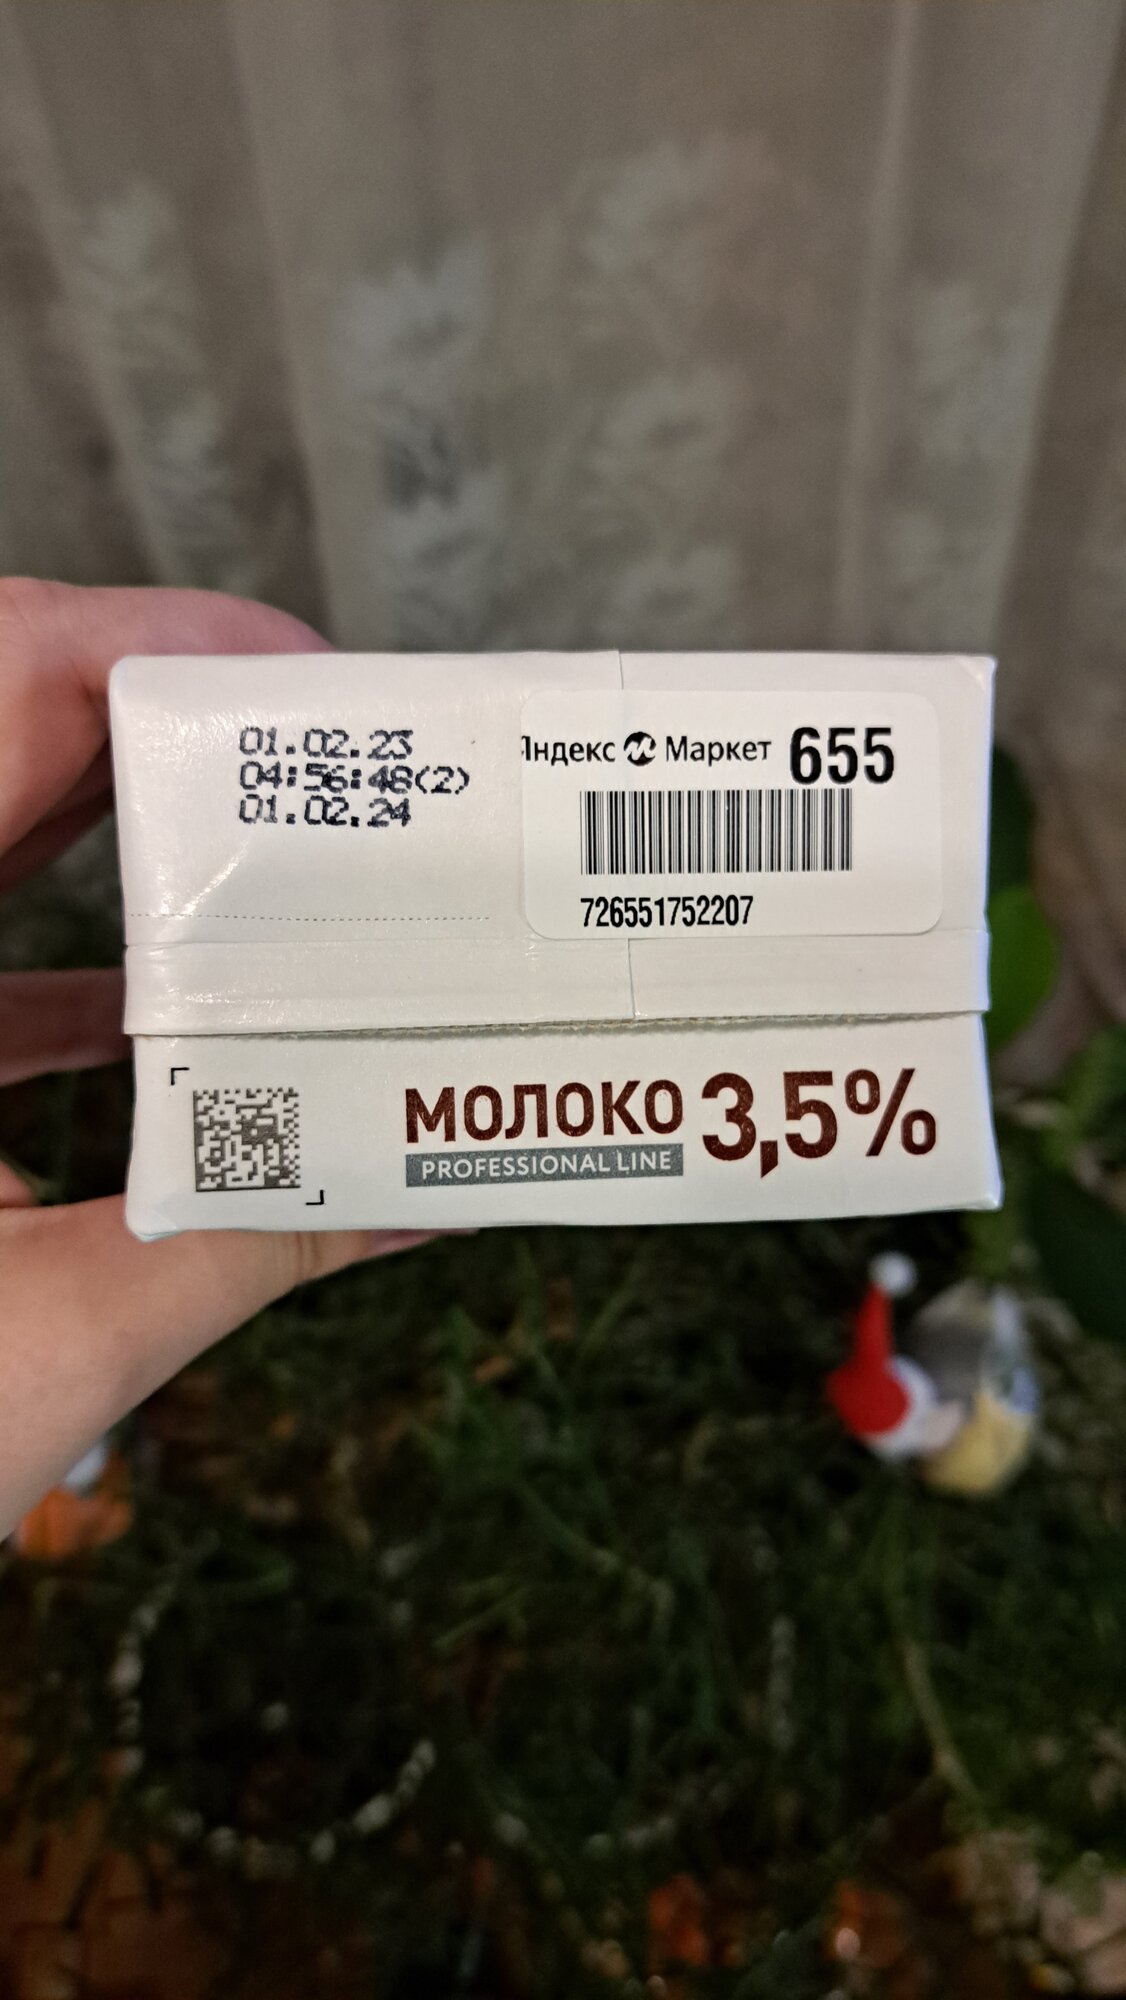 01.02.23
04:56:48(2)
01.02.24
Яндекс Маркет 655
726551752207
МОЛОКО 3,5%
PROFESSIONAL LINE